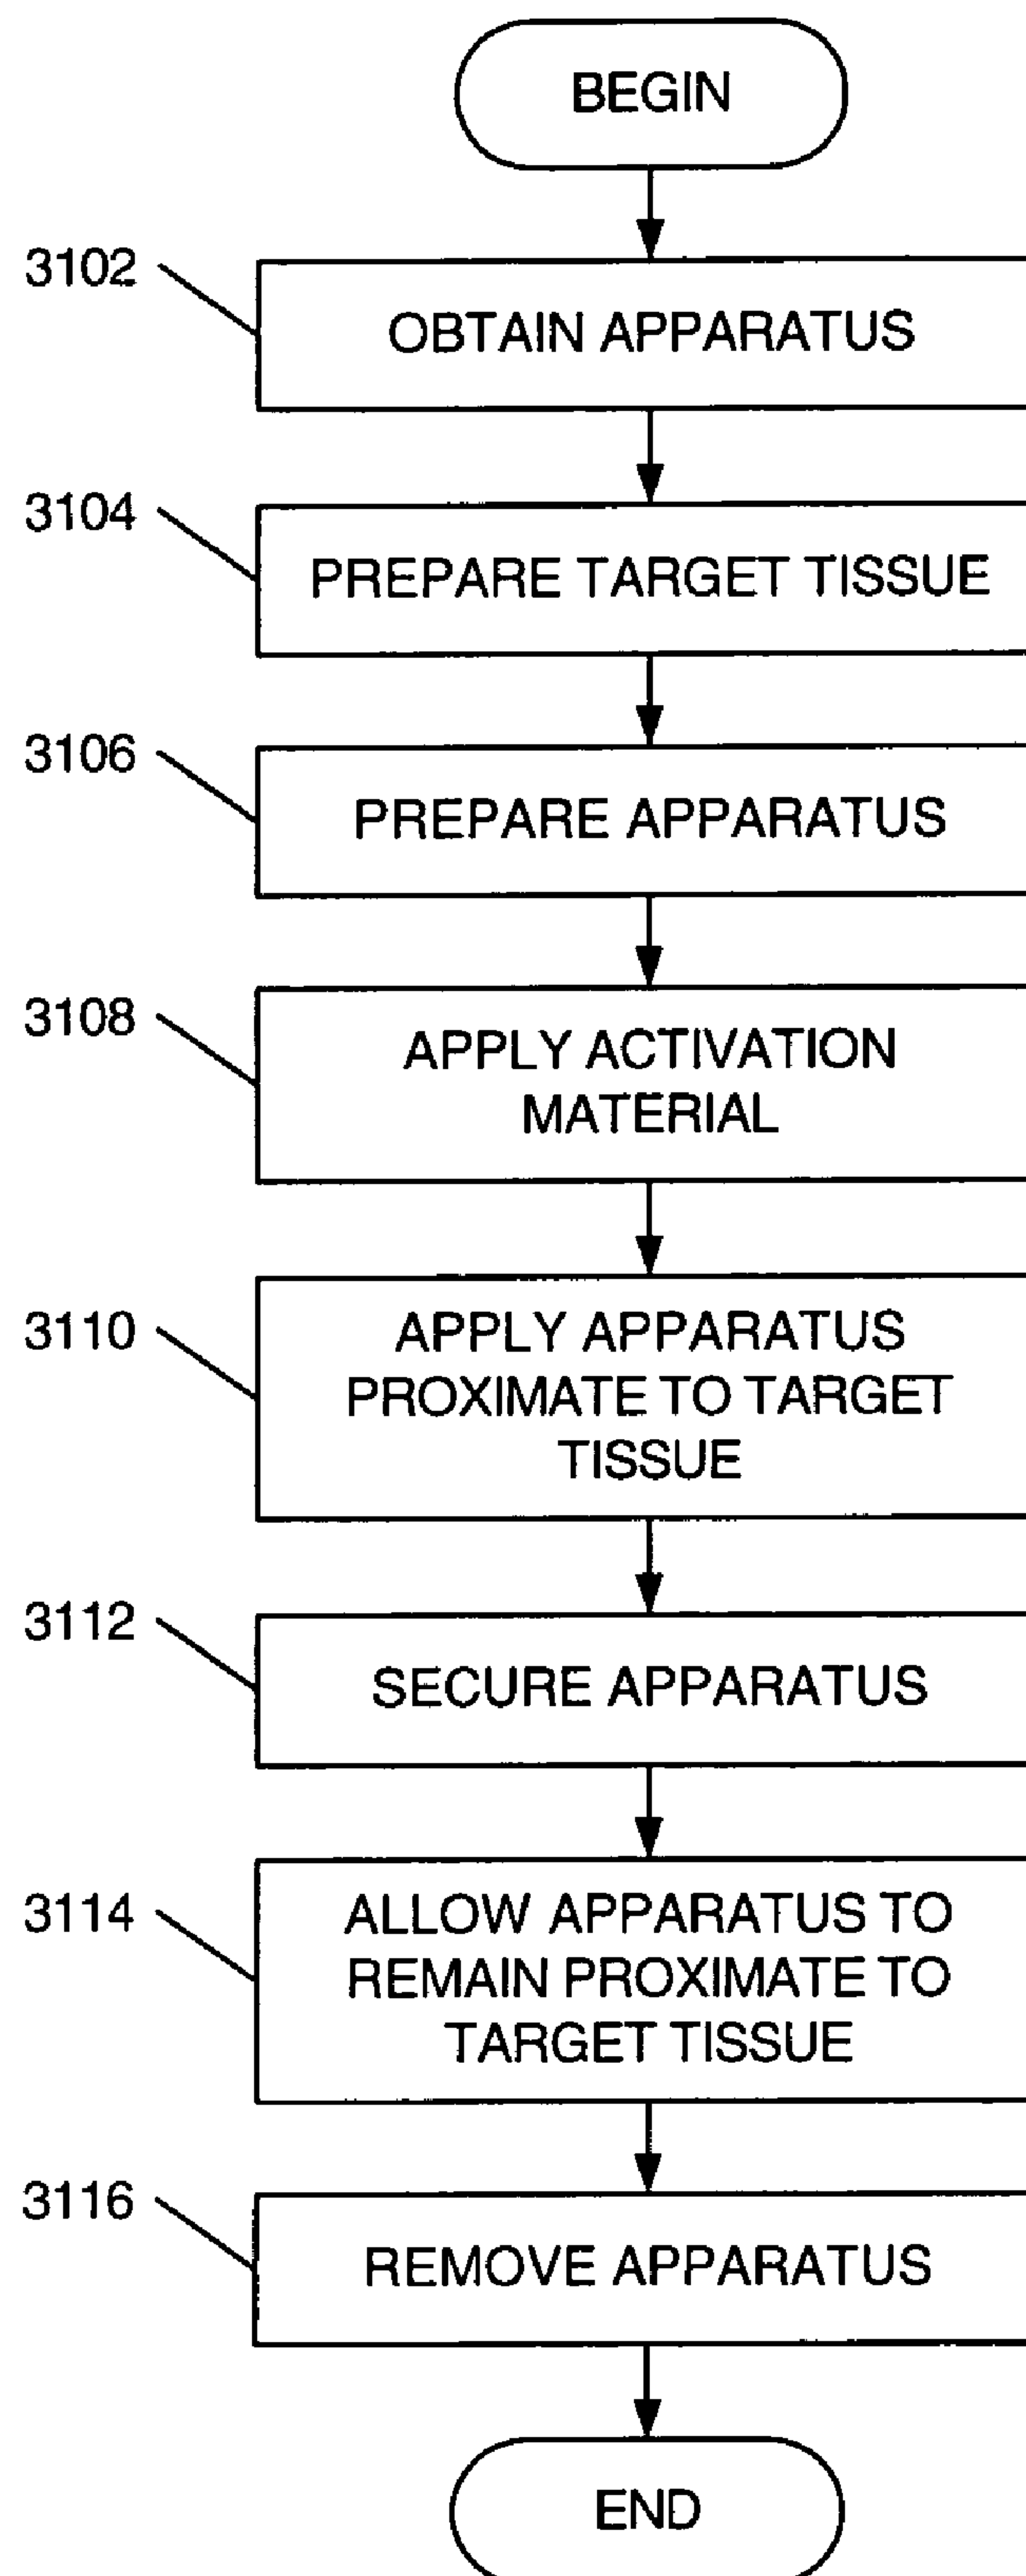 BEGIN
3102
OBTAIN APPARATUS
3104
PREPARE TARGET TISSUE
3106
PREPARE APPARATUS
3108
APPLY ACTIVATION
MATERIAL
3110
APPLY APPARATUS
PROXIMATE TO TARGET
TISSUE
3112
SECURE APPARATUS
3114
ALLOW APPARATUS TO
REMAIN PROXIMATE TO
TARGET TISSUE
3116
REMOVE APPARATUS
END